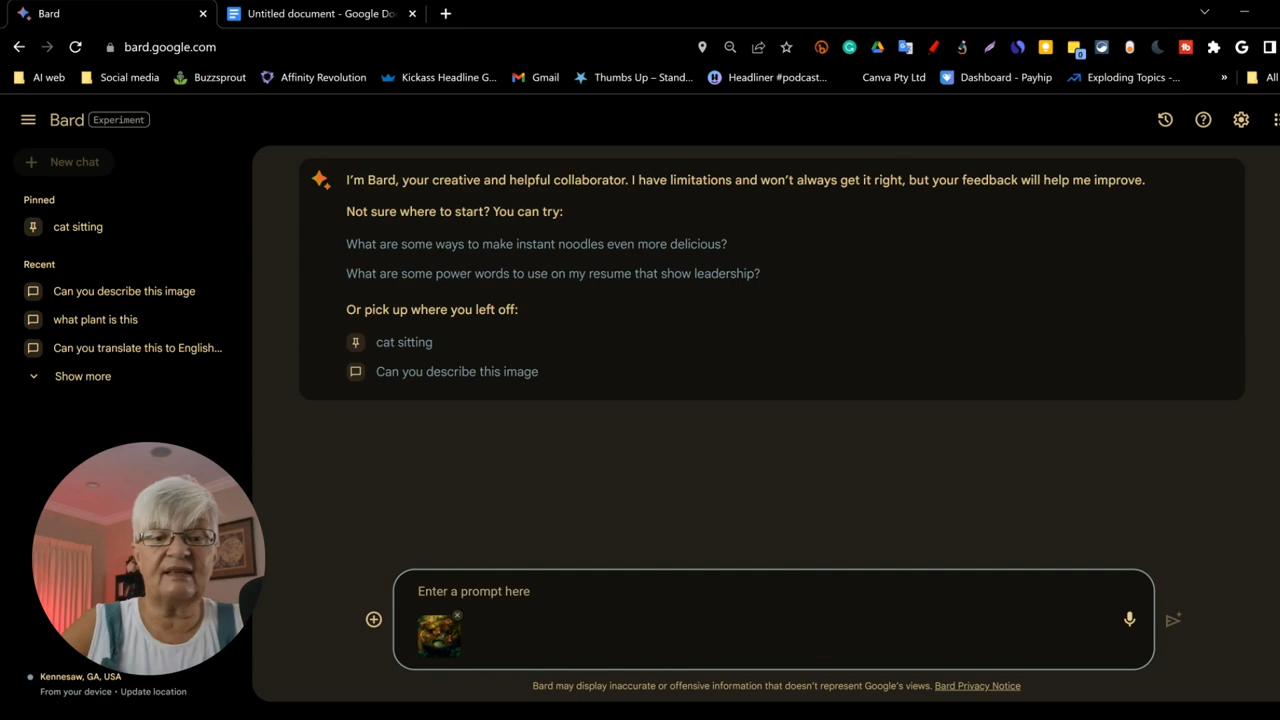 Bard
Untitled document - Google Do
bard.google.com
AI web
Social media
Buzzsprout
Affinity Revolution
Kickass Headline G...
Gmail
Thumbs Up – Stand...
Headliner #podcast...
Canva Pty Ltd
Dashboard - Payhip
Exploding Topics -...
»
All
Bard Experiment
New chat
Pinned
cat sitting
Recent
Can you describe this image
what plant is this
Can you translate this to English...
Show more
Kennesaw, GA, USA
From your device • Update location
I'm Bard, your creative and helpful collaborator. I have limitations and won't always get it right, but your feedback will help me improve.
Not sure where to start? You can try:
What are some ways to make instant noodles even more delicious?
What are some power words to use on my resume that show leadership?
Or pick up where you left off:
cat sitting
Can you describe this image
Enter a prompt here
Bard may display inaccurate or offensive information that doesn't represent Google's views. Bard Privacy Notice